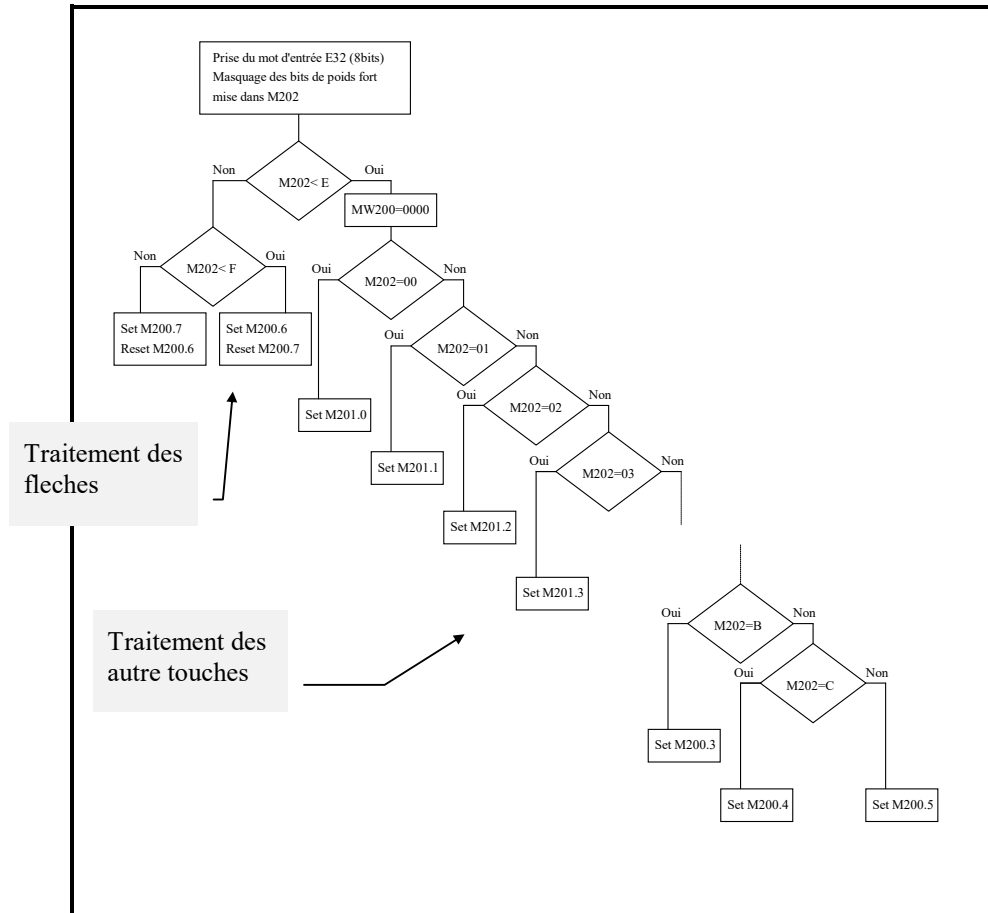 Prise du mot d'entrée E32 (8bits)
Masquage des bits de poids fort
mise dans M202
Non
Oui
M202< E
MW200=0000
Non
Oui
M202< F
Oui
Non
M202=00
Set M200.7
Reset M200.6
Set M200.6
Reset M200.7
Oui
Non
M202=01
Oui
Non
M202=02
Set M201.0
Traitement des
fleches
Set M201.1
Oui
Non
M202=03
Set M201.2
Set M201.3
Oui
Non
M202=B
Traitement des
autre touches
Oui
Non
M202=C
Set M200.3
Set M200.4
Set M200.5